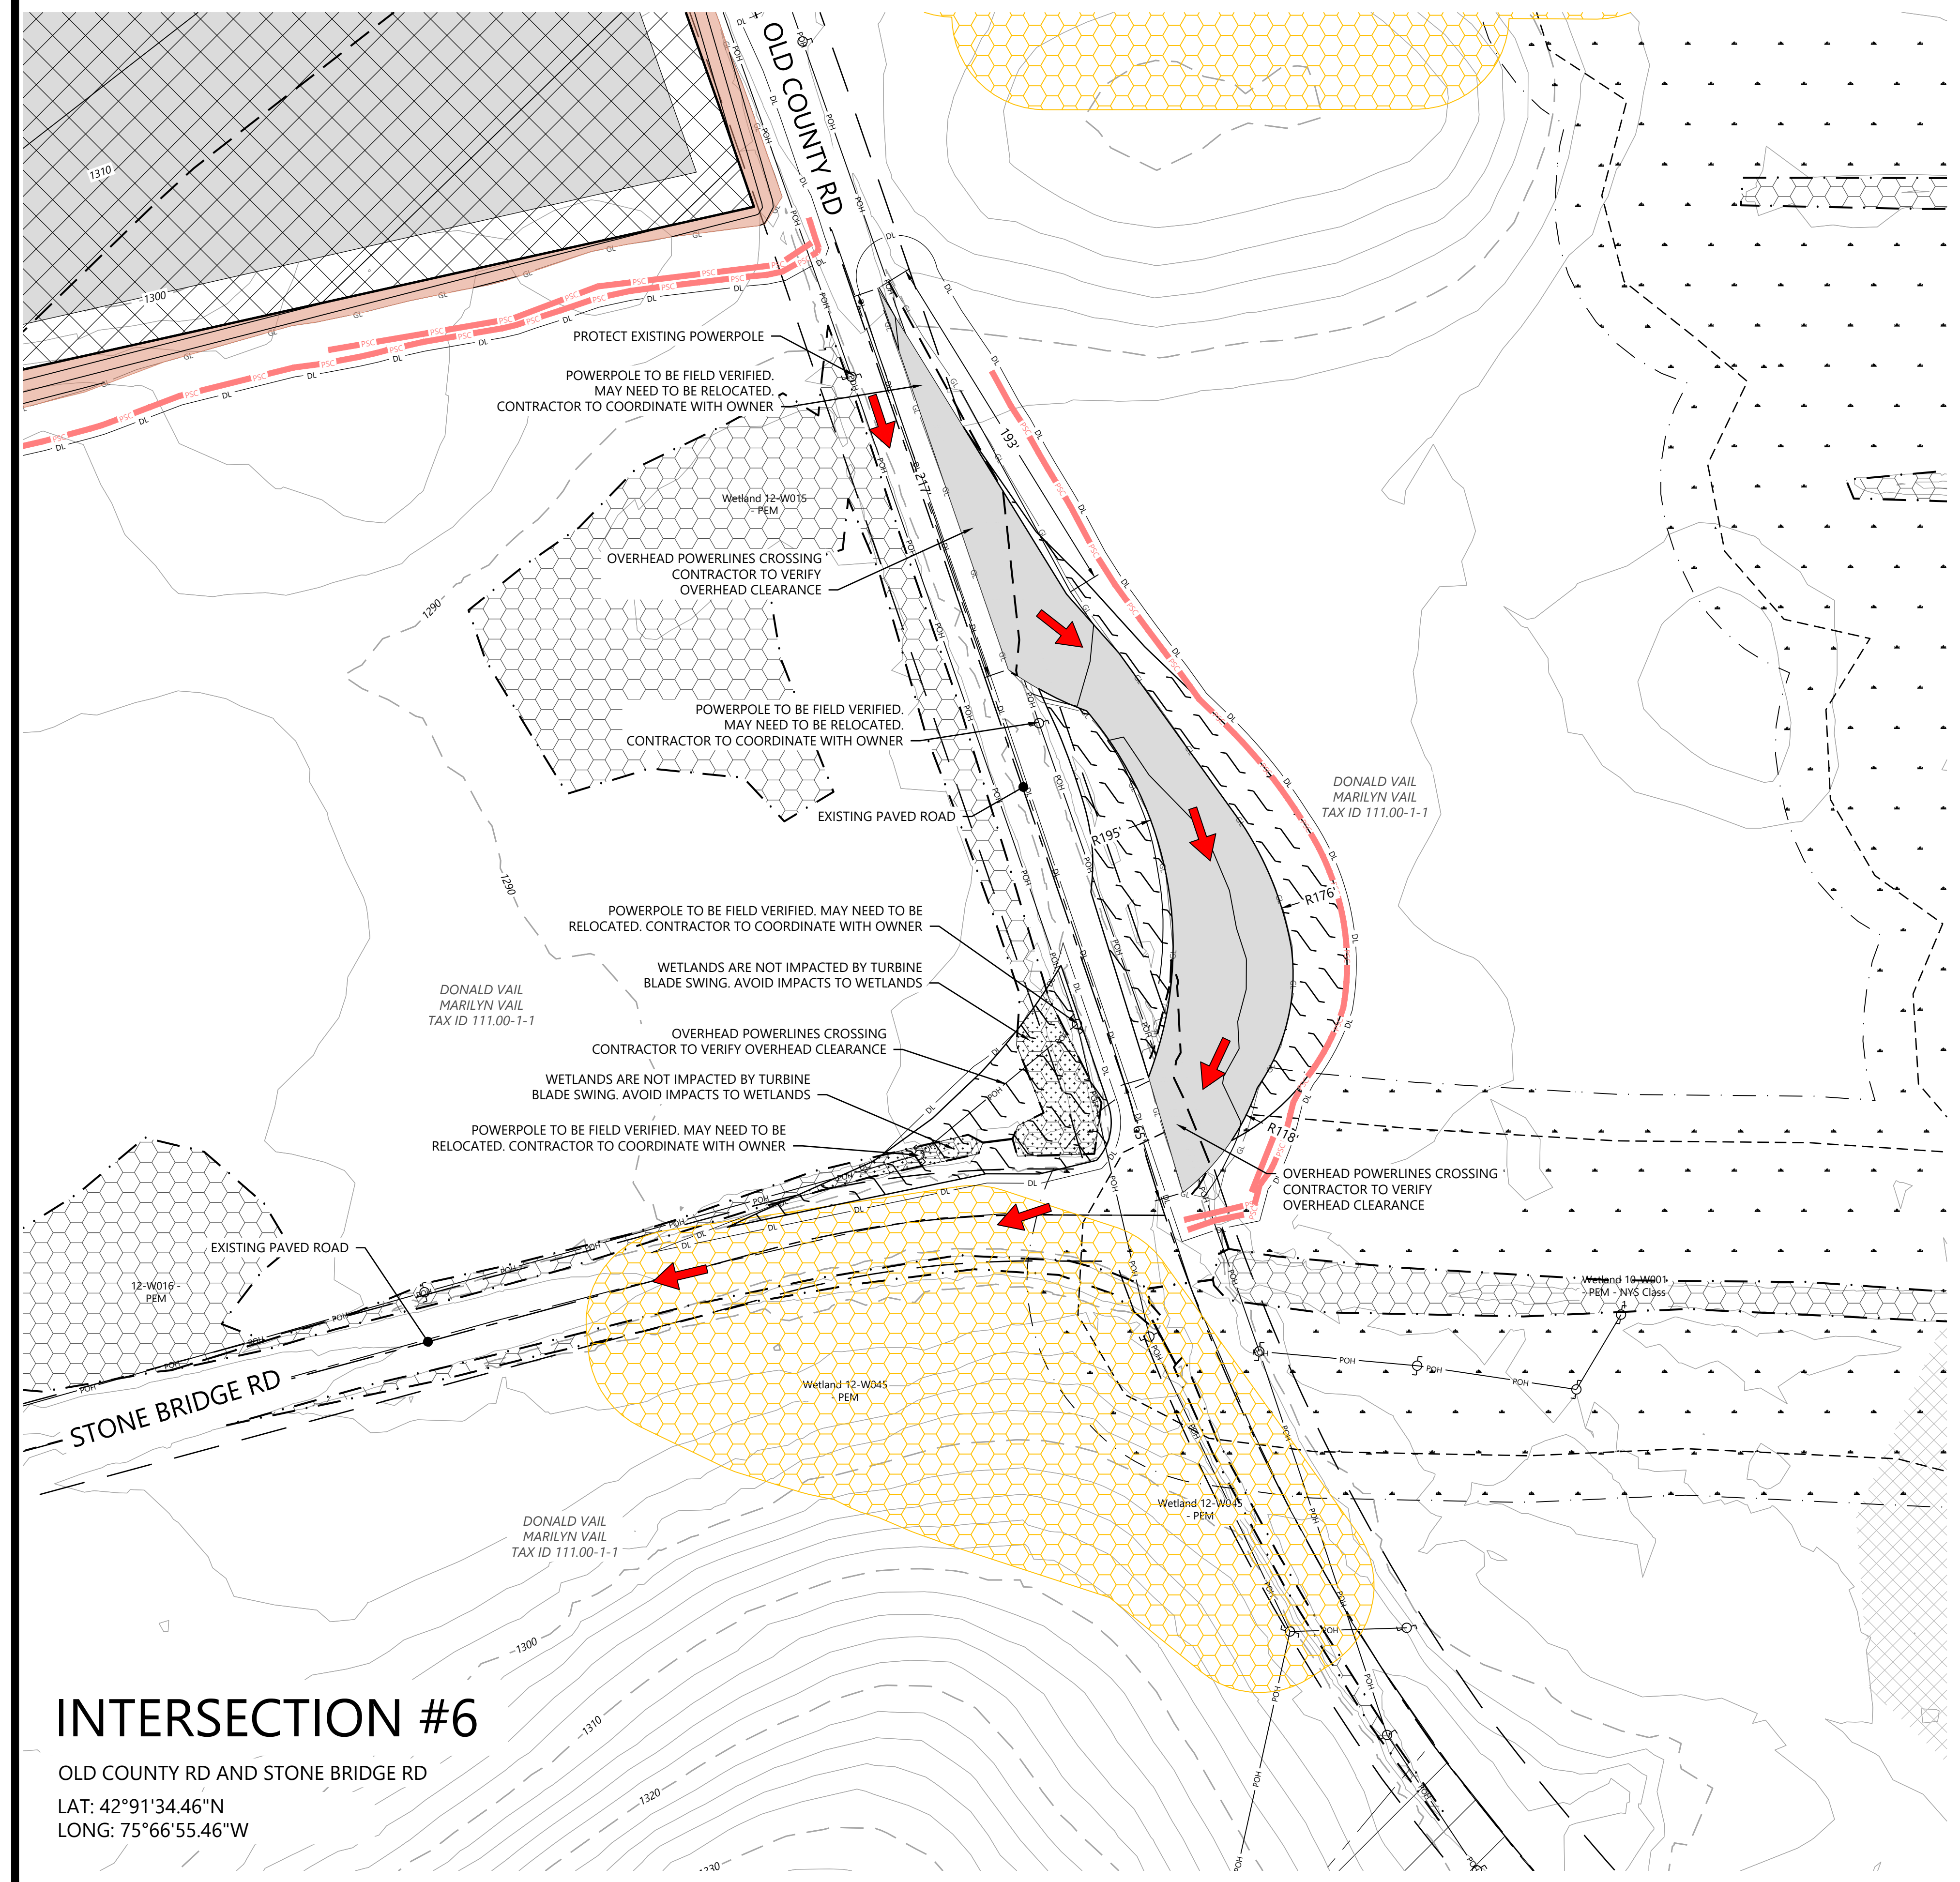 OLD COUNTY RD
1310
1300
PROTECT EXISTING POWERPOLE
POWERPOLE TO BE FIELD VERIFIED.
MAY NEED TO BE RELOCATED.
CONTRACTOR TO COORDINATE WITH OWNER
193'
217'
Wetland 12-W015
- PEM
OVERHEAD POWERLINES CROSSING
CONTRACTOR TO VERIFY
OVERHEAD CLEARANCE
1290
POWERPOLE TO BE FIELD VERIFIED.
MAY NEED TO BE RELOCATED.
CONTRACTOR TO COORDINATE WITH OWNER
DONALD VAIL
MARILYN VAIL
TAX ID 111.00-1-1
EXISTING PAVED ROAD
R195'
1290
R176'
POWERPOLE TO BE FIELD VERIFIED. MAY NEED TO BE
RELOCATED. CONTRACTOR TO COORDINATE WITH OWNER
WETLANDS ARE NOT IMPACTED BY TURBINE
BLADE SWING. AVOID IMPACTS TO WETLANDS
DONALD VAIL
MARILYN VAIL
TAX ID 111.00-1-1
OVERHEAD POWERLINES CROSSING
CONTRACTOR TO VERIFY OVERHEAD CLEARANCE
WETLANDS ARE NOT IMPACTED BY TURBINE
BLADE SWING. AVOID IMPACTS TO WETLANDS
POWERPOLE TO BE FIELD VERIFIED. MAY NEED TO BE
RELOCATED. CONTRACTOR TO COORDINATE WITH OWNER
65'
R118'
OVERHEAD POWERLINES CROSSING
CONTRACTOR TO VERIFY
OVERHEAD CLEARANCE
EXISTING PAVED ROAD
12-W016 -
PEM
Wetland 10-W001
- PEM - NYS Class
1
STONE BRIDGE RD
Wetland 12-W045
- PEM
Wetland 12-W045
- PEM
DONALD VAIL
MARILYN VAIL
TAX ID 111.00-1-1
1300
1310
1320
1330
INTERSECTION #6
OLD COUNTY RD AND STONE BRIDGE RD
LAT: 42°91'34.46"N
LONG: 75°66'55.46"W